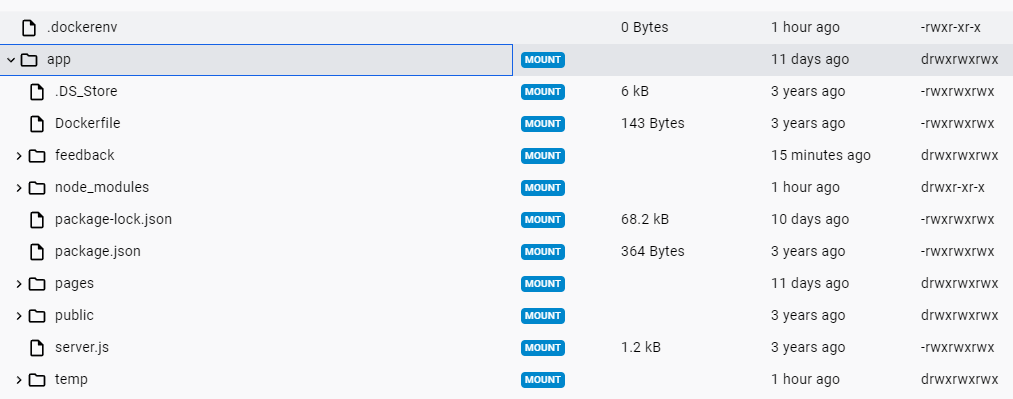 .dockerenv 0 Bytes 1 hour ago -rwxr-xr-x
app MOUNT 11 days ago drwxrwxrwx
.DS_Store MOUNT 6 kB 3 years ago -rwxrwxrwx
Dockerfile MOUNT 143 Bytes 3 years ago -rwxrwxrwx
feedback MOUNT 15 minutes ago drwxrwxrwx
node_modules MOUNT 1 hour ago drwxr-xr-x
package-lock.json MOUNT 68.2 kB 10 days ago -rwxrwxrwx
package.json MOUNT 364 Bytes 3 years ago -rwxrwxrwx
pages MOUNT 11 days ago drwxrwxrwx
public MOUNT 3 years ago drwxrwxrwx
server.js MOUNT 1.2 kB 3 years ago -rwxrwxrwx
temp MOUNT 1 hour ago drwxrwxrwx